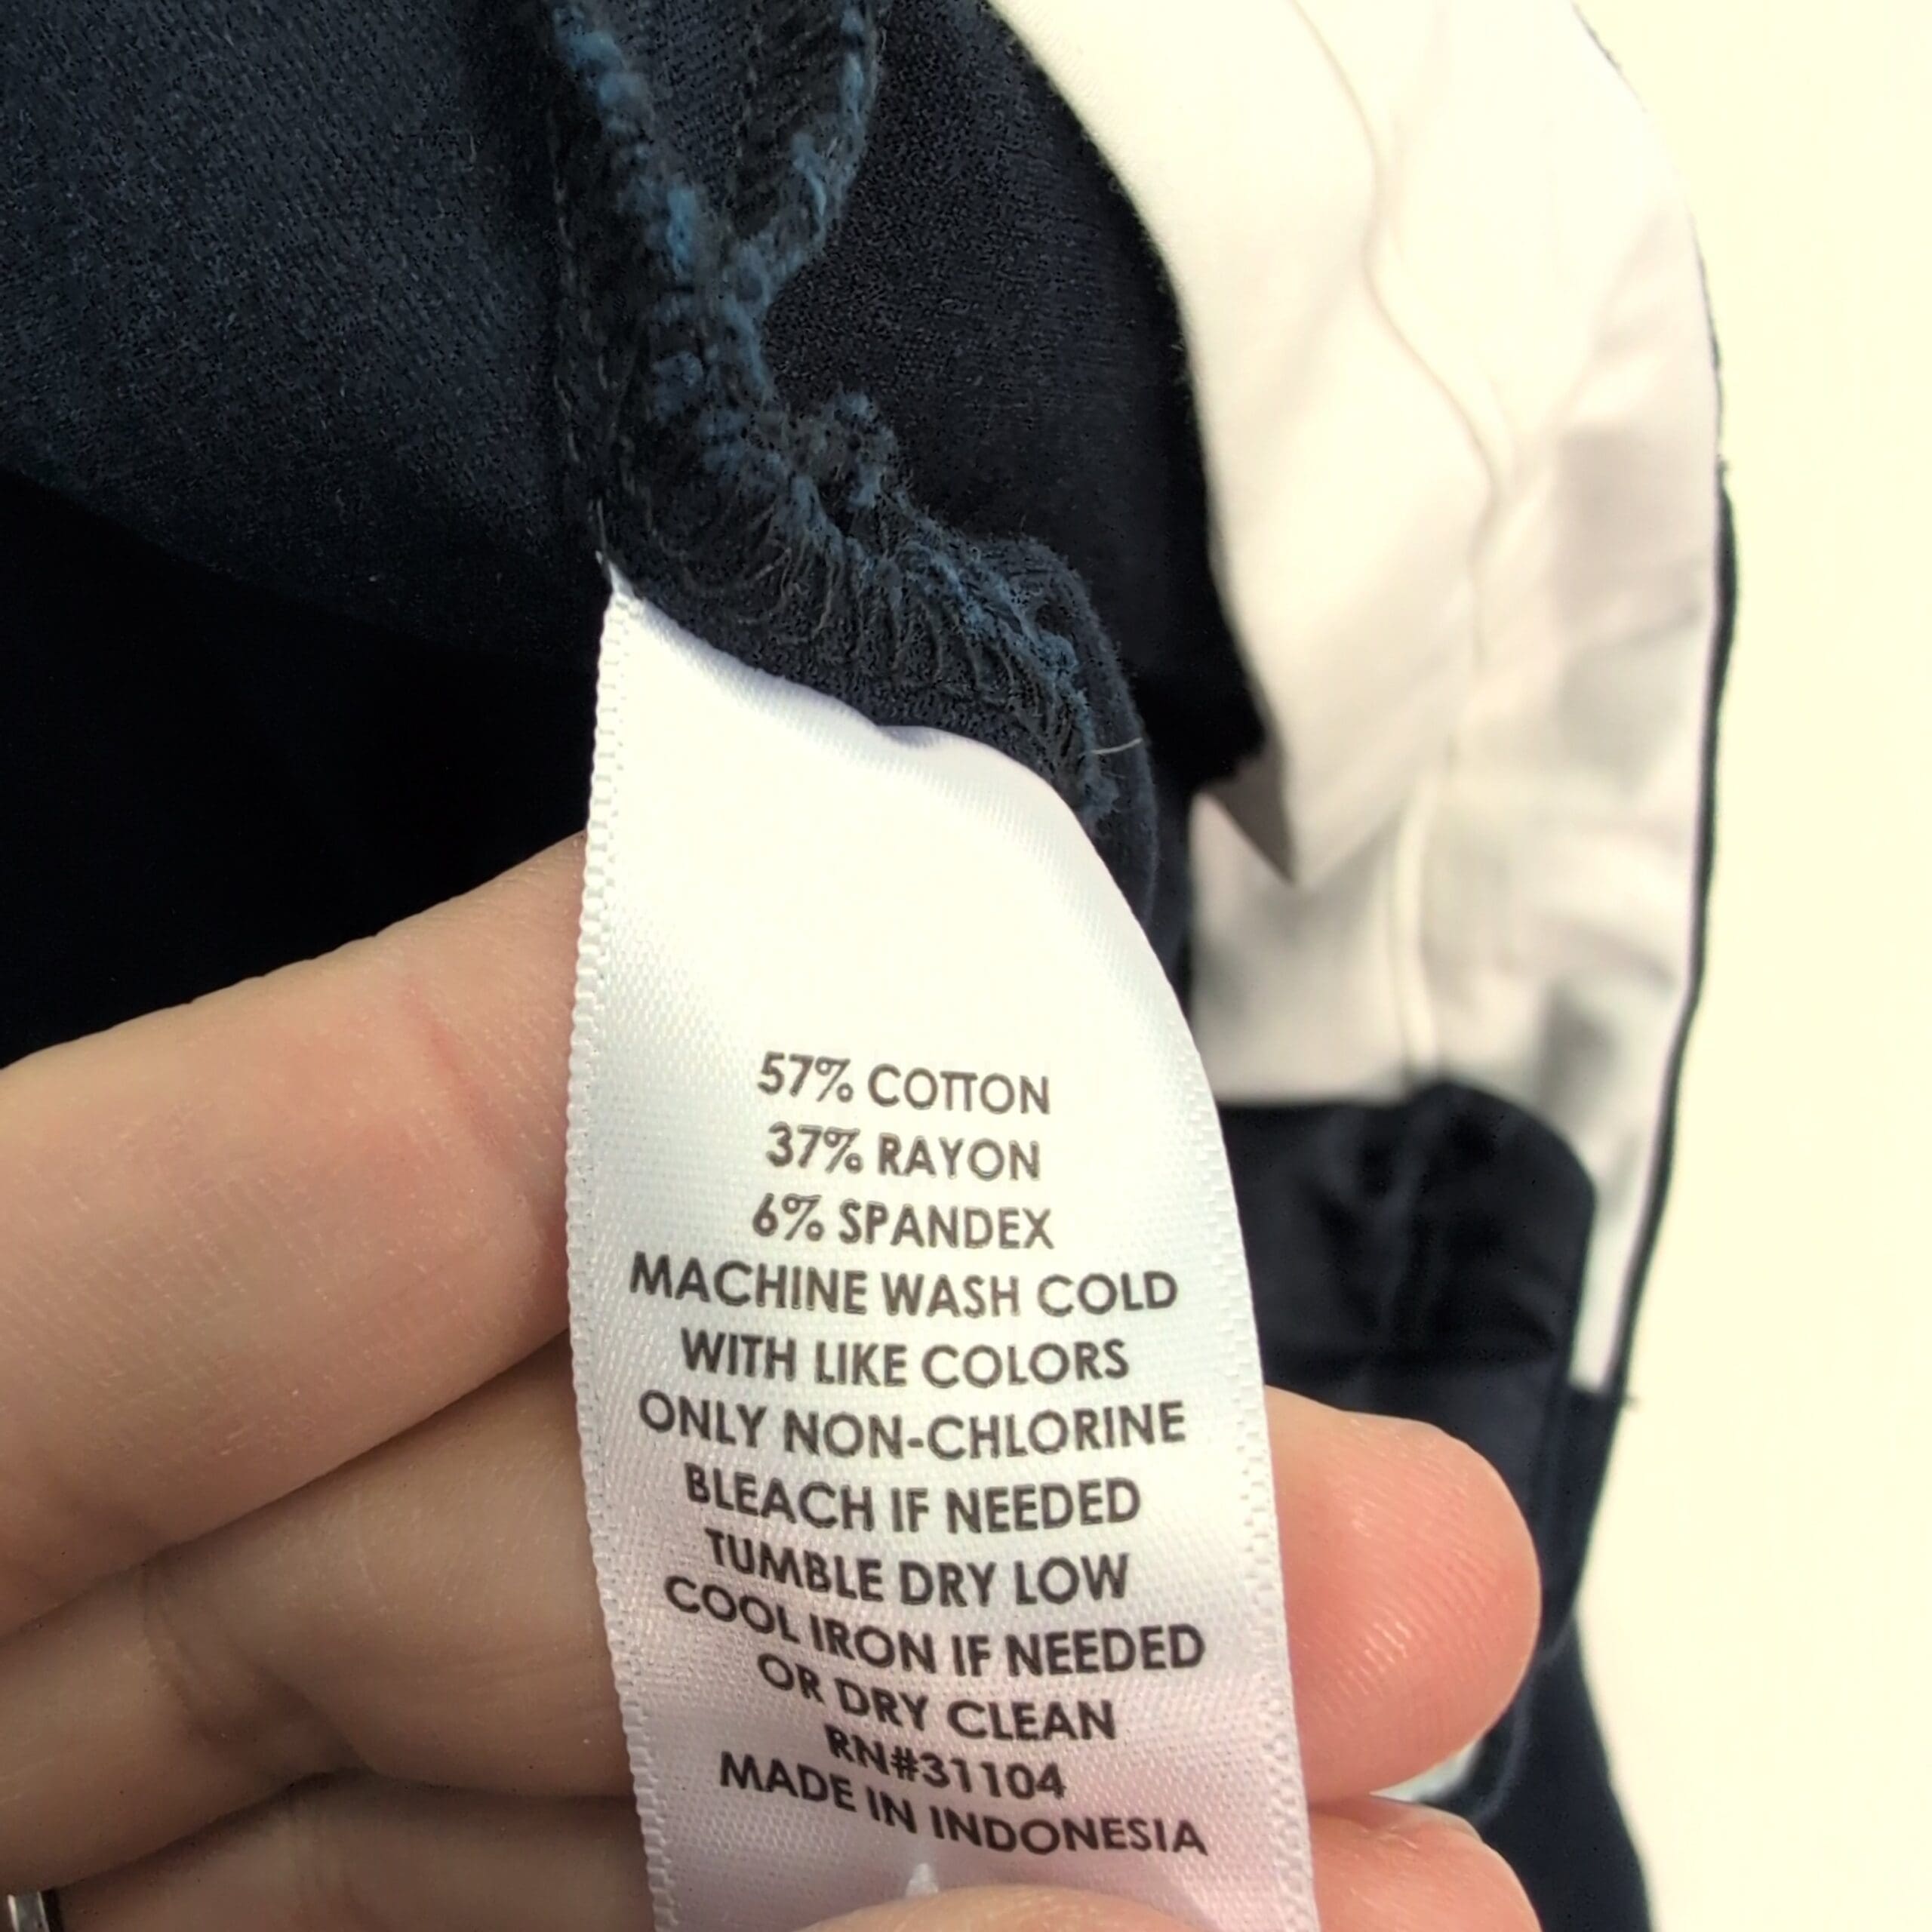 57% COTTON
37% RAYON
6% SPANDEX
MACHINE WASH COLD
WITH LIKE COLORS
ONLY NON-CHLORINE
BLEACH IF NEEDED
TUMBLE DRY LOW
COOL IRON IF NEEDED
OR DRY CLEAN
RN#31104
MADE IN INDONESIA